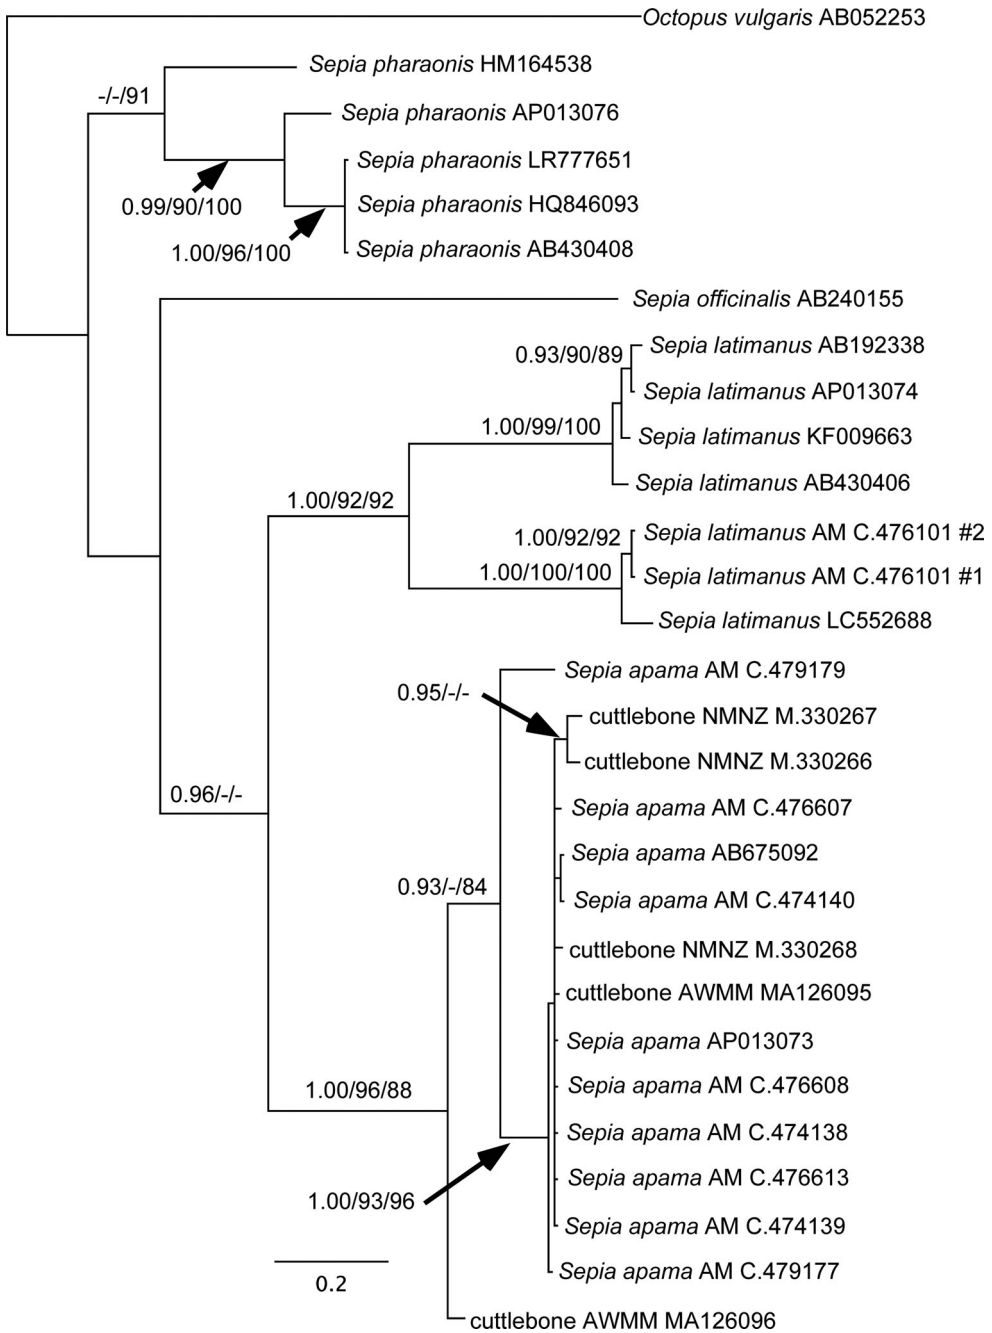 Octopus vulgaris AB052253
Sepia pharaonis HM164538
-/-/91
Sepia pharaonis AP013076
Sepia pharaonis LR777651
0.99/90/100
Sepia pharaonis HQ846093
1.00/96/100
Sepia pharaonis AB430408
Sepia officinalis AB240155
0.93/90/89
Sepia latimanus AB192338
Sepia latimanus AP013074
1.00/99/100
Sepia latimanus KF009663
Sepia latimanus AB430406
1.00/92/92
1.00/92/92
Sepia latimanus AM C.476101 #2
1.00/100/100
Sepia latimanus AM C.476101 #1
Sepia latimanus LC552688
Sepia apama AM C.479179
0.95/-/-
cuttlebone NMNZ M.330267
cuttlebone NMNZ M.330266
0.96/-/-
Sepia apama AM C.476607
Sepia apama AB675092
0.93/-/84
Sepia apama AM C.474140
cuttlebone NMNZ M.330268
cuttlebone AWMM MA126095
Sepia apama AP013073
1.00/96/88
Sepia apama AM C.476608
Sepia apama AM C.474138
Sepia apama AM C.476613
1.00/93/96
Sepia apama AM C.474139
Sepia apama AM C.479177
0.2
cuttlebone AWMM MA126096